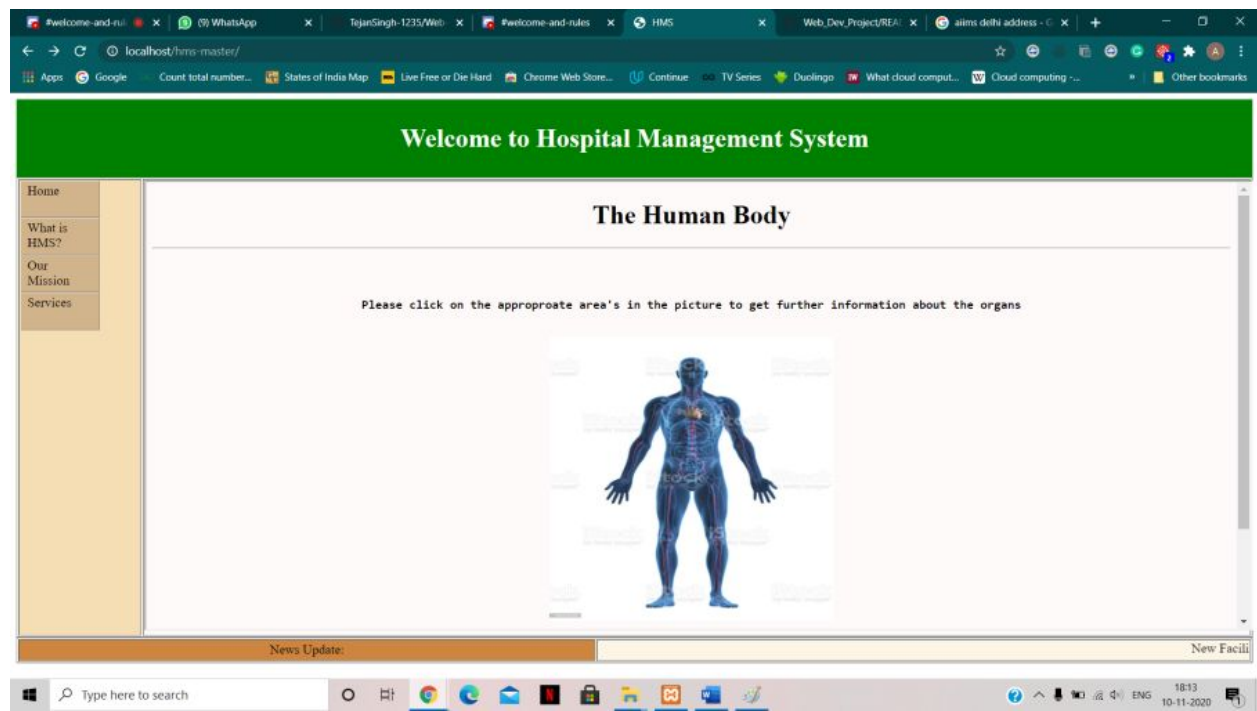 #welcome-and-rul
(9) WhatsApp
TejanSingh-1235/Web
#welcome-and-rules
HMS
Web_Dev_Project/REA
aiims delhi address - G
localhost/hms-master/
Apps
Google
Count total number...
States of India Map
Live Free or Die Hard
Chrome Web Store...
Continue
TV Series
Duolingo
What cloud comput...
Cloud computing -...
Other bookmarks
Welcome to Hospital Management System
Home
What is
HMS?
Our
Mission
Services
The Human Body
Please click on the approproate area's in the picture to get further information about the organs
iStock
News Update:
New Facili
Type here to search
ENG
18:13
10-11-2020